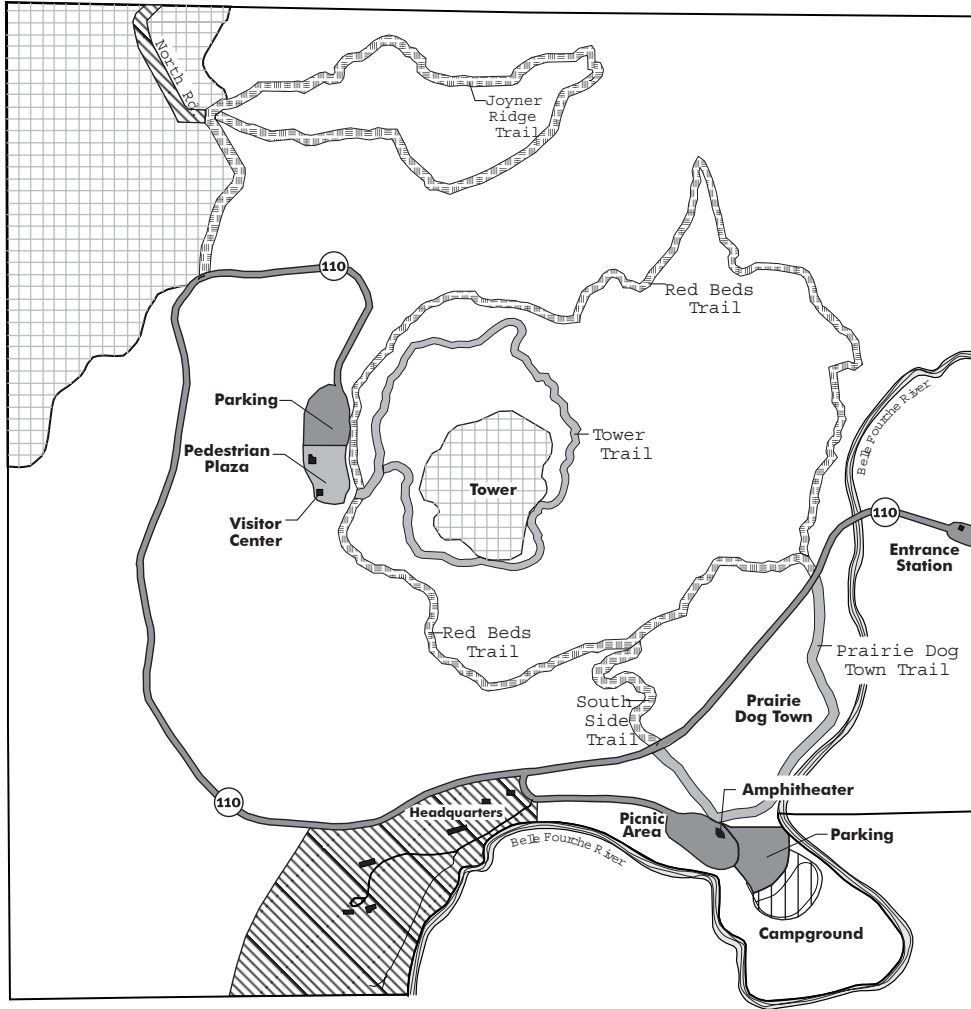 North Rd
Joyner
Ridge
Trail
110
Red Beds
Trail
Parking
Belle Fourche River
Pedestrian
Plaza
Tower
Trail
Tower
Visitor
Center
110
Entrance
Station
Red Beds
Trail
Prairie Dog
Town Trail
South
Side
Trail
Prairie
Dog Town
110
Headquarters
Amphitheater
Picnic
Area
Parking
Belle Fourche River
Campground